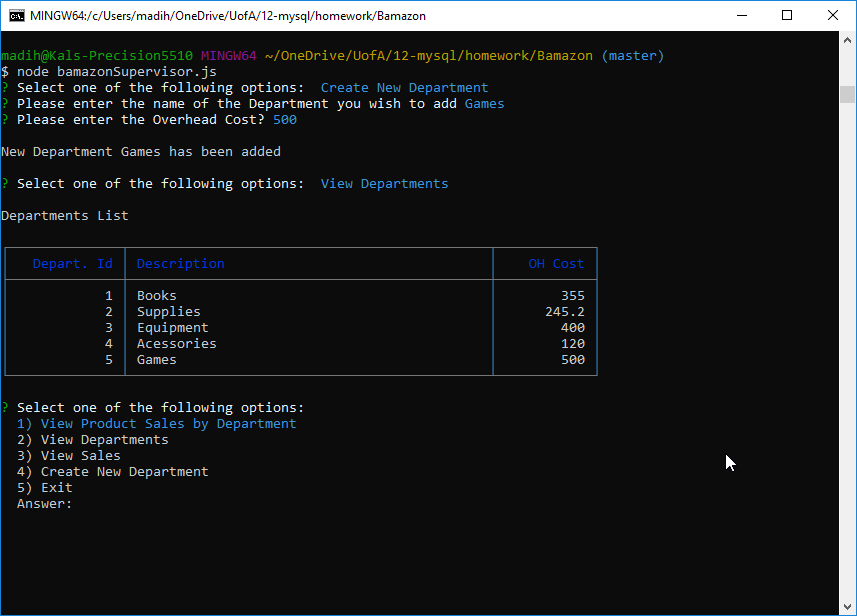 MINGW64:/c/Users/madih/OneDrive/UofA/12-mysql/homework/Bamazon
madih@Kals-Precision5510 MINGW64 ~/OneDrive/UofA/12-mysql/homework/Bamazon (master)
$ node bamazonSupervisor.js
? Select one of the following options:  Create New Department
? Please enter the name of the Department you wish to add Games
? Please enter the Overhead Cost? 500
New Department Games has been added
? Select one of the following options:  View Departments
Departments List
Depart. Id Description OH Cost
1 Books 355
2 Supplies 245.2
3 Equipment 400
4 Acessories 120
5 Games 500
? Select one of the following options:
1) View Product Sales by Department
2) View Departments
3) View Sales
4) Create New Department
5) Exit
Answer: